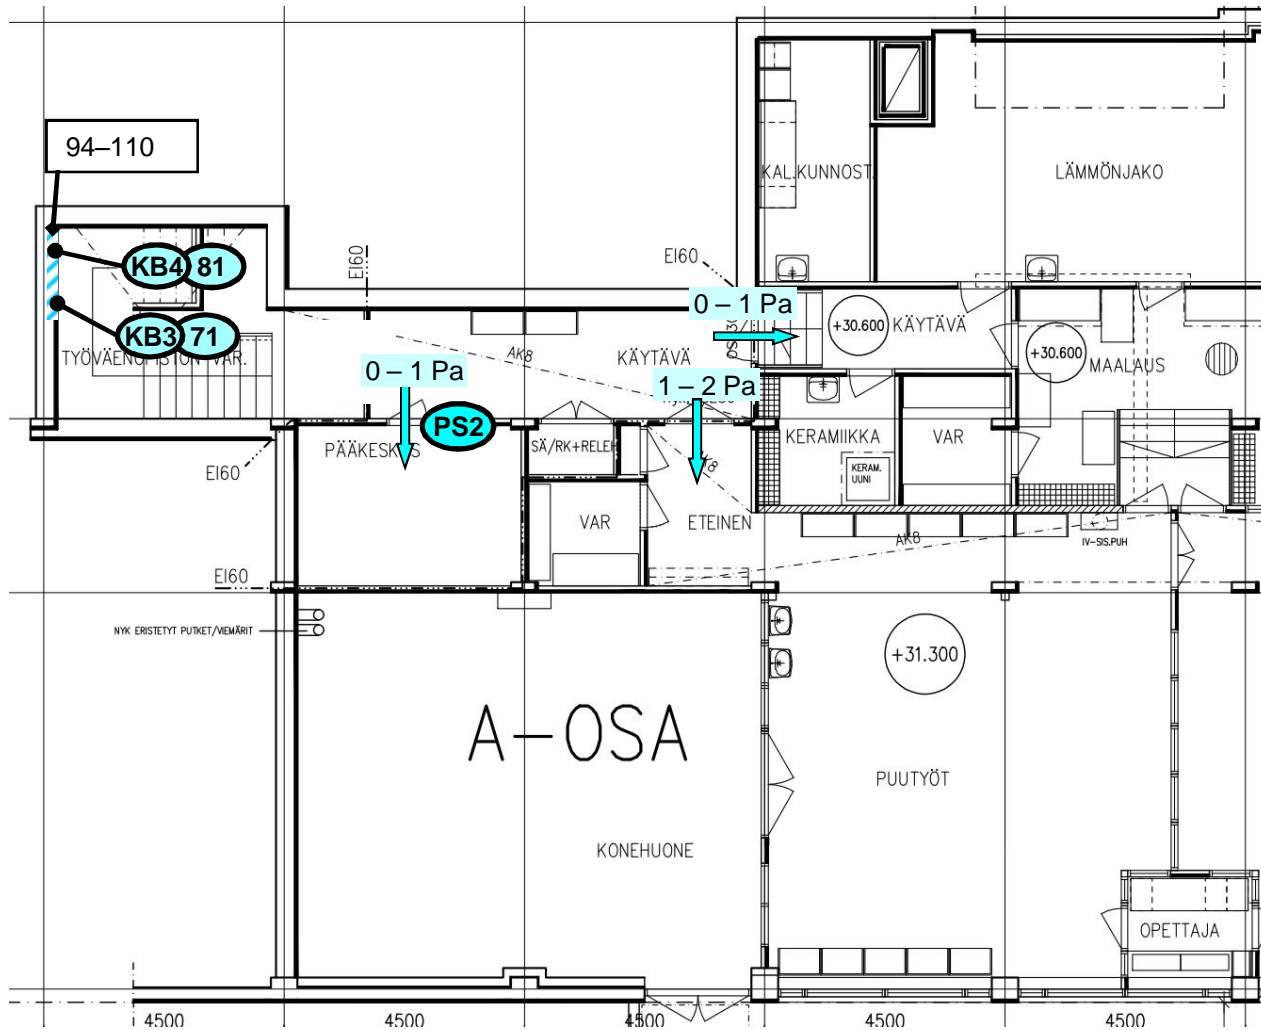 94–110
KAL.KUNNOST.
LÄMMÖNJAKO
EI60
EI60
KB4 81
0 – 1 Pa
KB3 71
+30.600
KÄYTÄVÄ
+30.600
MAALAUS
TYÖVÄENOPISTON VAR.
AK8
KÄYTÄVÄ
0 – 1 Pa
1 – 2 Pa
PS2
PÄÄKESKUS
SÄ/RK+RELEH
AK8
KERAMIIKKA
VAR
EI60
KERAM.
UUNI
VAR
ETEINEN
AK8
IV-SIS.PUH
EI60
NYK ERISTETYT PUTKET/VIEMÄRIT
+31.300
A-OSA
PUUTYÖT
KONEHUONE
OPETTAJA
4500
4500
4500
4500
4500